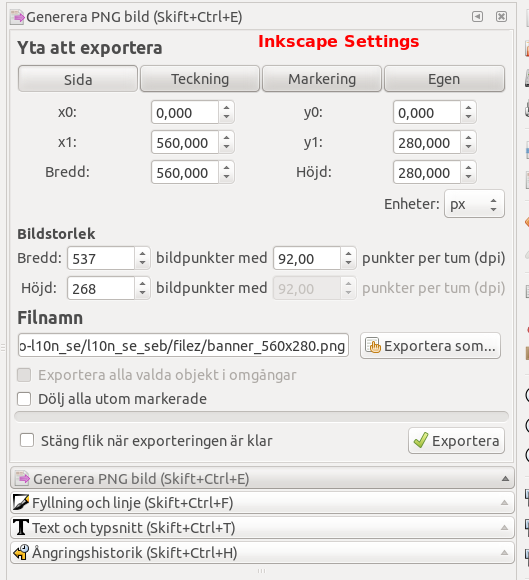 Generera PNG bild (Skift+Ctrl+E)
Inkscape Settings
Yta att exportera
Sida Teckning Markering Egen
x0: 0,000 y0: 0,000
x1: 560,000 y1: 280,000
Bredd: 560,000 Höjd: 280,000
Enheter: px
Bildstorlek
Bredd: 537 bildpunkter med 92,00 punkter per tum (dpi)
Höjd: 268 bildpunkter med 92,00 punkter per tum (dpi)
Filnamn
o-l10n_se/l10n_se_seb/filez/banner_560x280.png Exportera som...
Exportera alla valda objekt i omgångar
Dölj alla utom markerade
Stäng flik när exporteringen är klar Exportera
Generera PNG bild (Skift+Ctrl+E)
Fyllning och linje (Skift+Ctrl+F)
Text och typsnitt (Skift+Ctrl+T)
Ångringshistorik (Skift+Ctrl+H)